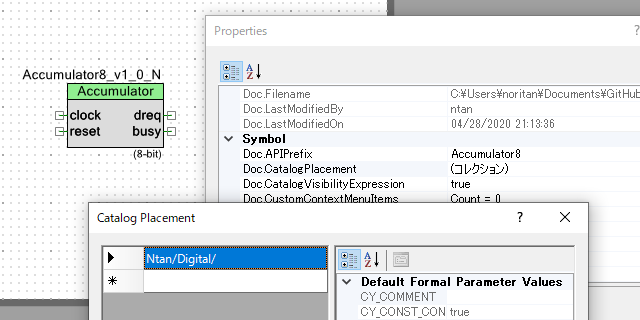 Properties
Accumulator8_v1_0_N
Accumulator
clock dreq
reset busy
(8-bit)
Doc.Filename C:¥Users¥noritan¥Documents¥GitHub
Doc.LastModifiedBy ntan
Doc.LastModifiedOn 04/28/2020 21:13:36
Symbol
Doc.APIPrefix Accumulator8
Doc.CatalogPlacement (コレクション)
Doc.CatalogVisibilityExpression true
Doc.CustomContextMenuItems Count = 0
Catalog Placement
Ntan/Digital/
Default Formal Parameter Values
CY_COMMENT
CY_CONST_CON true